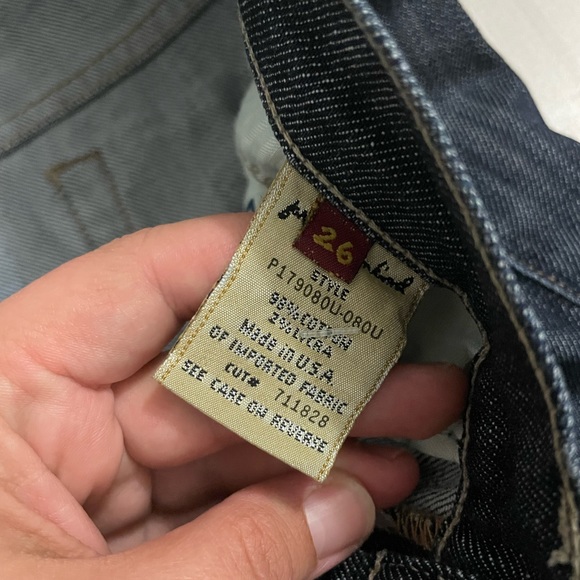 26
STYLE
P179080U-080U
98% COTTON
2% LYCRA
Made in U.S.A.
OF IMPORTED FABRIC
CUT# 711828
SEE CARE ON REVERSE